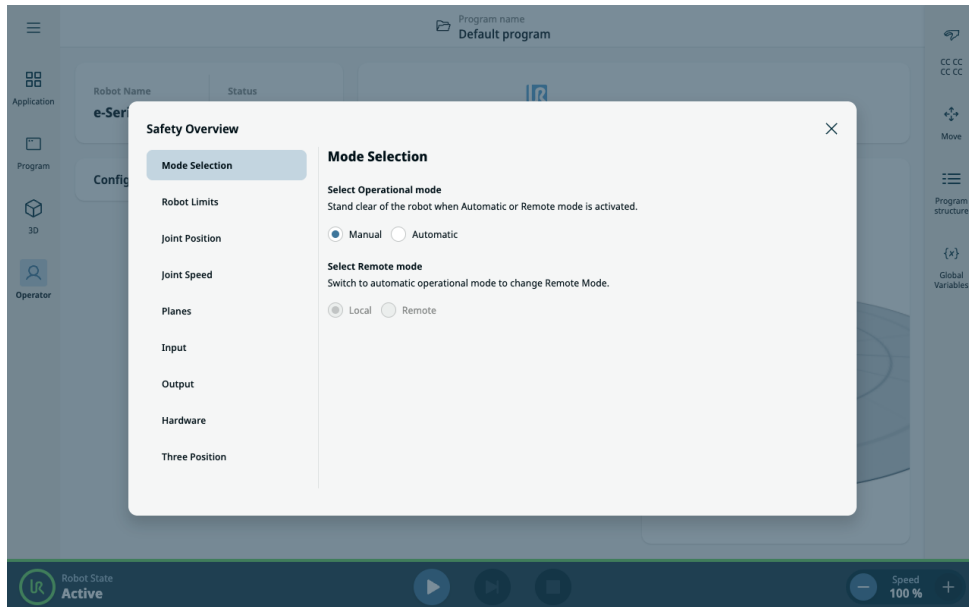 Program name
Default program
Application
Program
3D
Operator
Robot Name
Status
e-Seri
Config
Safety Overview
Mode Selection
Robot Limits
Joint Position
Joint Speed
Planes
Input
Output
Hardware
Three Position
Mode Selection
Select Operational mode
Stand clear of the robot when Automatic or Remote mode is activated.
Manual Automatic
Select Remote mode
Switch to automatic operational mode to change Remote Mode.
Local Remote
CC CC
CC CC
Move
Program
structure
{x}
Global
Variables
Robot State
Active
Speed
100 %